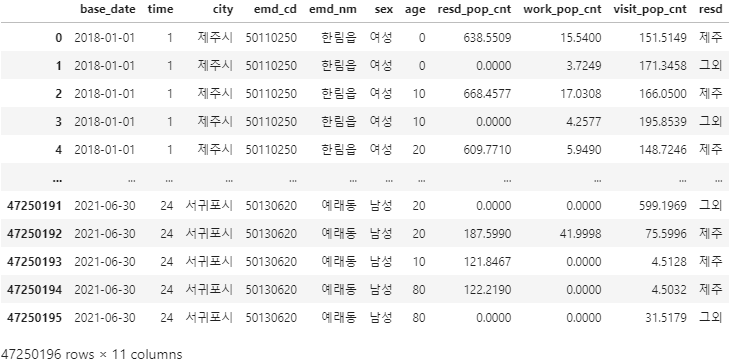 base_date time city emd_cd emd_nm sex age resd_pop_cnt work_pop_cnt visit_pop_cnt resd
0 2018-01-01 1 제주시 50110250 한림읍 여성 0 638.5509 15.5400 151.5149 제주
1 2018-01-01 1 제주시 50110250 한림읍 여성 0 0.0000 3.7249 171.3458 그외
2 2018-01-01 1 제주시 50110250 한림읍 여성 10 668.4577 17.0308 166.0500 제주
3 2018-01-01 1 제주시 50110250 한림읍 여성 10 0.0000 4.2577 195.8539 그외
4 2018-01-01 1 제주시 50110250 한림읍 여성 20 609.7710 5.9490 148.7246 제주
... ... ... ... ... ... ... ... ... ... ... ...
47250191 2021-06-30 24 서귀포시 50130620 예래동 남성 20 0.0000 0.0000 599.1969 그외
47250192 2021-06-30 24 서귀포시 50130620 예래동 남성 20 187.5990 41.9998 75.5996 제주
47250193 2021-06-30 24 서귀포시 50130620 예래동 남성 10 121.8467 0.0000 4.5128 제주
47250194 2021-06-30 24 서귀포시 50130620 예래동 남성 80 122.2190 0.0000 4.5032 제주
47250195 2021-06-30 24 서귀포시 50130620 예래동 남성 80 0.0000 0.0000 31.5179 그외
47250196 rows × 11 columns